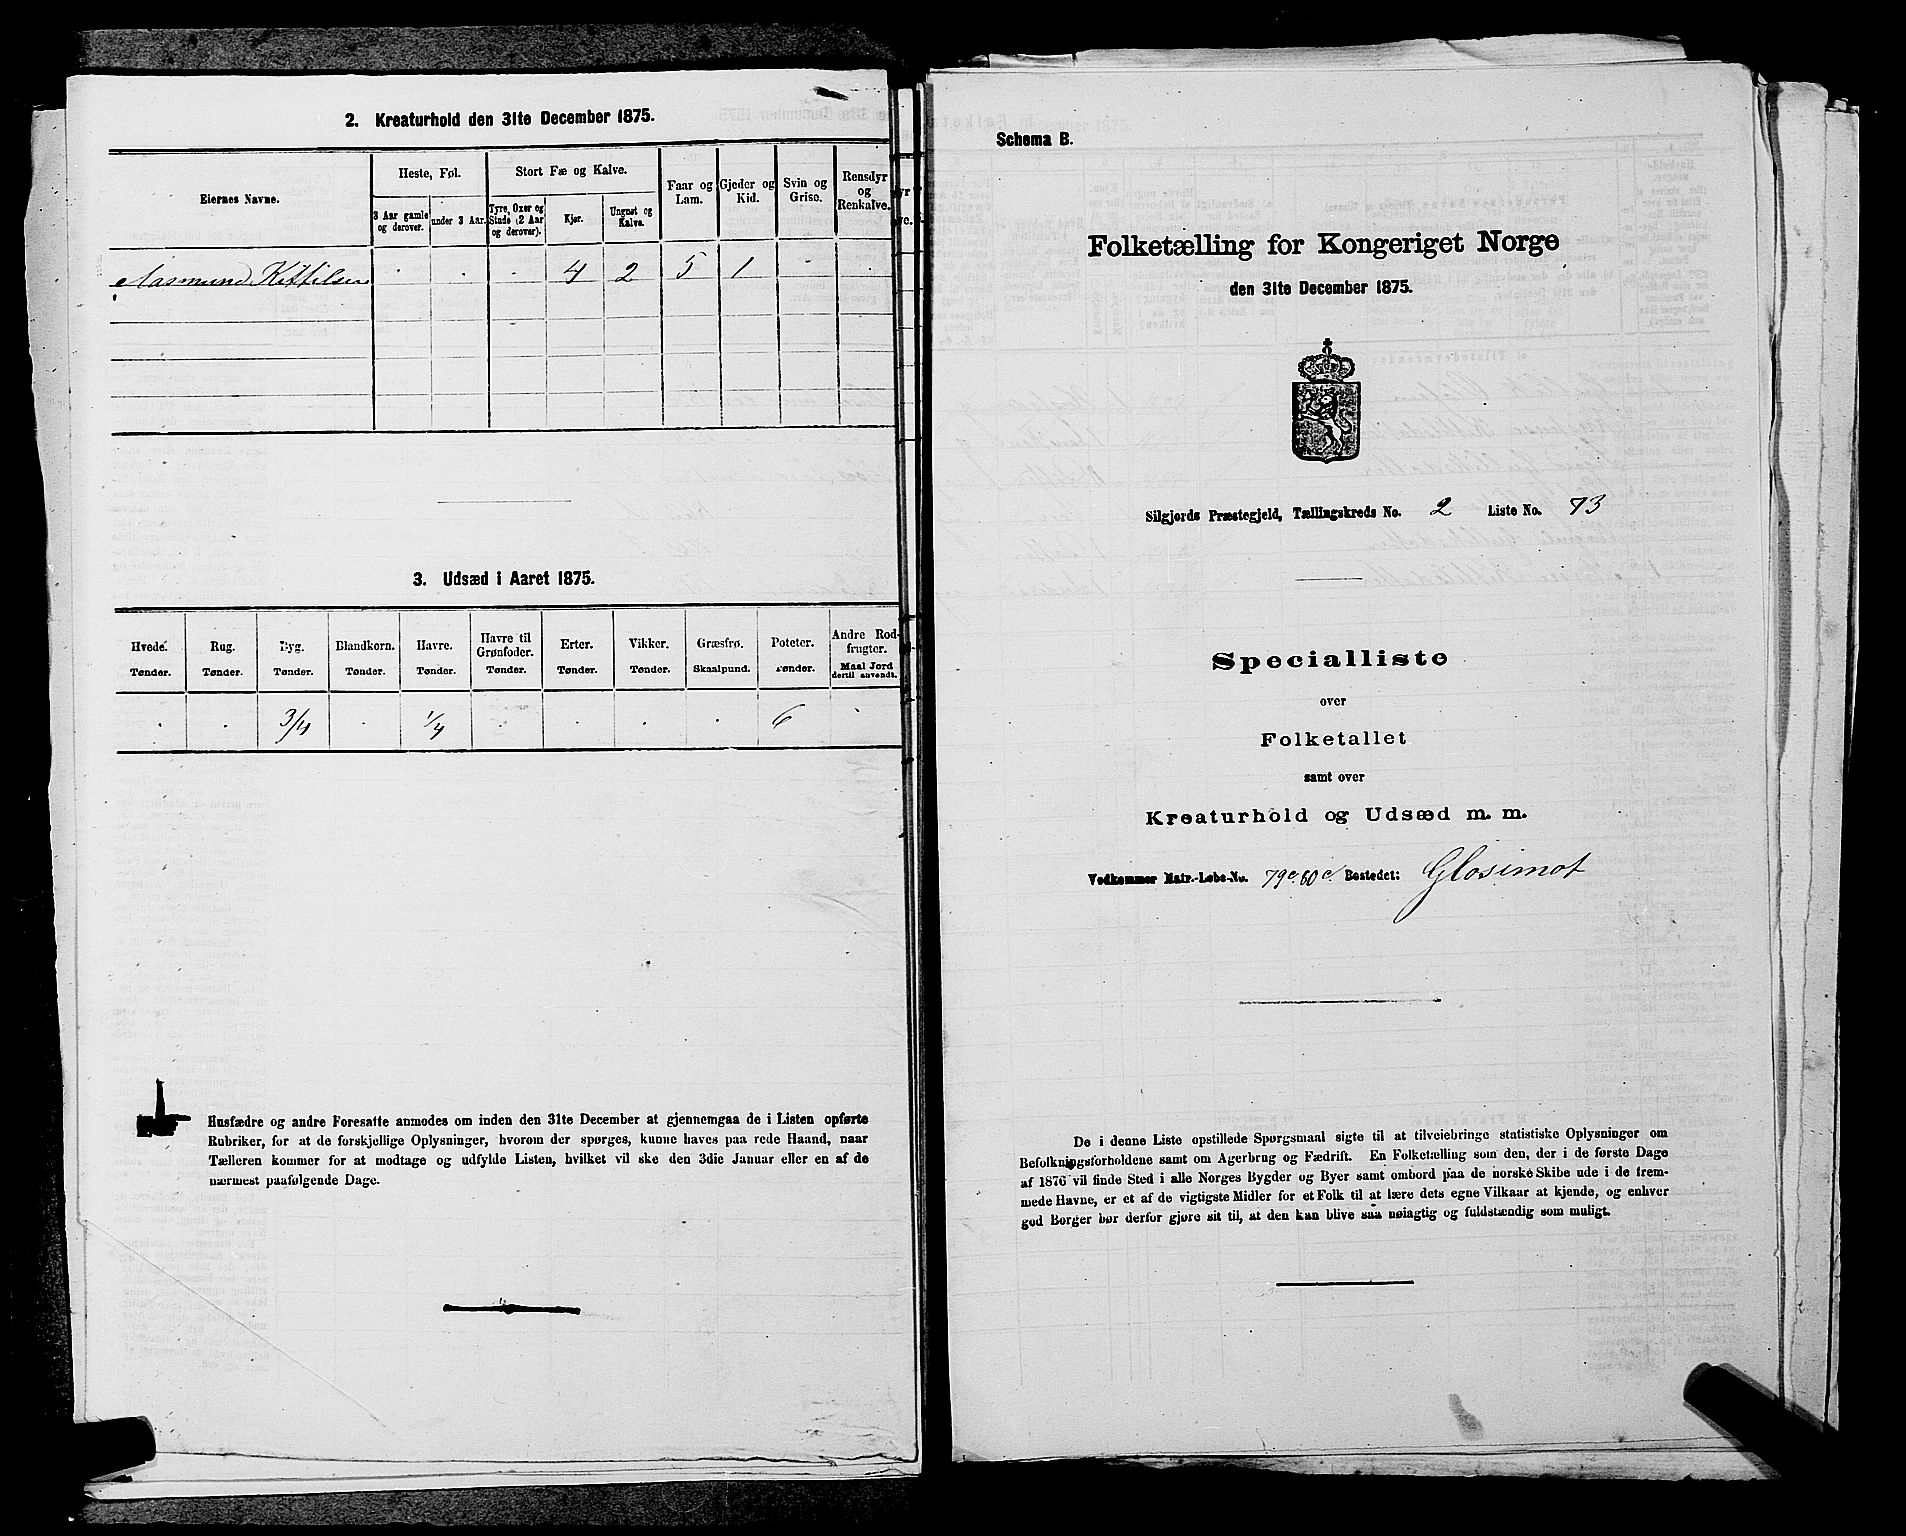 2. Kreaturhold den 31te December 1875.
Eiernes Navne.
Heste, Føl.
Stort Fæ og Kalve.
Faar og Lam.
Gjeder og Kid.
Svin og Grise.
Rensdyr og Renkalve.
3 Aar gamle og derover.
under 3 Aar.
Tyre, Oxer og Stude (2 Aar og derover).
Kjør.
Ungnøt og Kalve.
Aasmund Kittilsen . . . 4 2 5 1 . .
3. Udsæd i Aaret 1875.
Hvede. Rug. Byg. Blandkorn. Havre. Havre til Grønfoder. Erter. Vikker. Græsfrø. Poteter. Andre Rodfrugter.
Tønder. Tønder. Tønder. Tønder. Tønder. Tønder. Tønder. Tønder. Skaalpund. Tønder. Maal Jord dertil anvendt.
. . 3/4 . 1/4 . . . . 6 .
Husfædre og andre Foresatte anmodes om inden den 31te December at gjennemgaa de i Listen opførte
Rubriker, for at de forskjellige Oplysninger, hvorom der spørges, kunne haves paa rede Haand, naar
Tælleren kommer for at modtage og udfylde Listen, hvilket vil ske den 3die Januar eller en af de
nærmest paafølgende Dage.
Schema B.
Folketælling for Kongeriget Norge
den 31te December 1875.
Silgjords Præstegjeld, Tællingskreds No. 2 Liste No. 73
Specialliste
over
Folketallet
samt over
Kreaturhold og Udsæd m. m.
Vedkommer Matr.-Løbe-No. 79c. 80c. Bostedet: Glosimot
De i denne Liste opstillede Spørgsmaal sigte til at tilveiebringe statistiske Oplysninger om
Befolkningsforholdene samt om Agerbrug og Fædrift. En Folketælling som den, der i de første Dage
af 1876 vil finde Sted i alle Norges Bygder og Byer samt ombord paa de norske Skibe ude i de frem-
mede Havne, er et af de vigtigste Midler for et Folk til at lære dets egne Vilkaar at kjende, og enhver
god Borger bør derfor gjøre sit til, at den kan blive saa nøiagtig og fuldstændig som muligt.